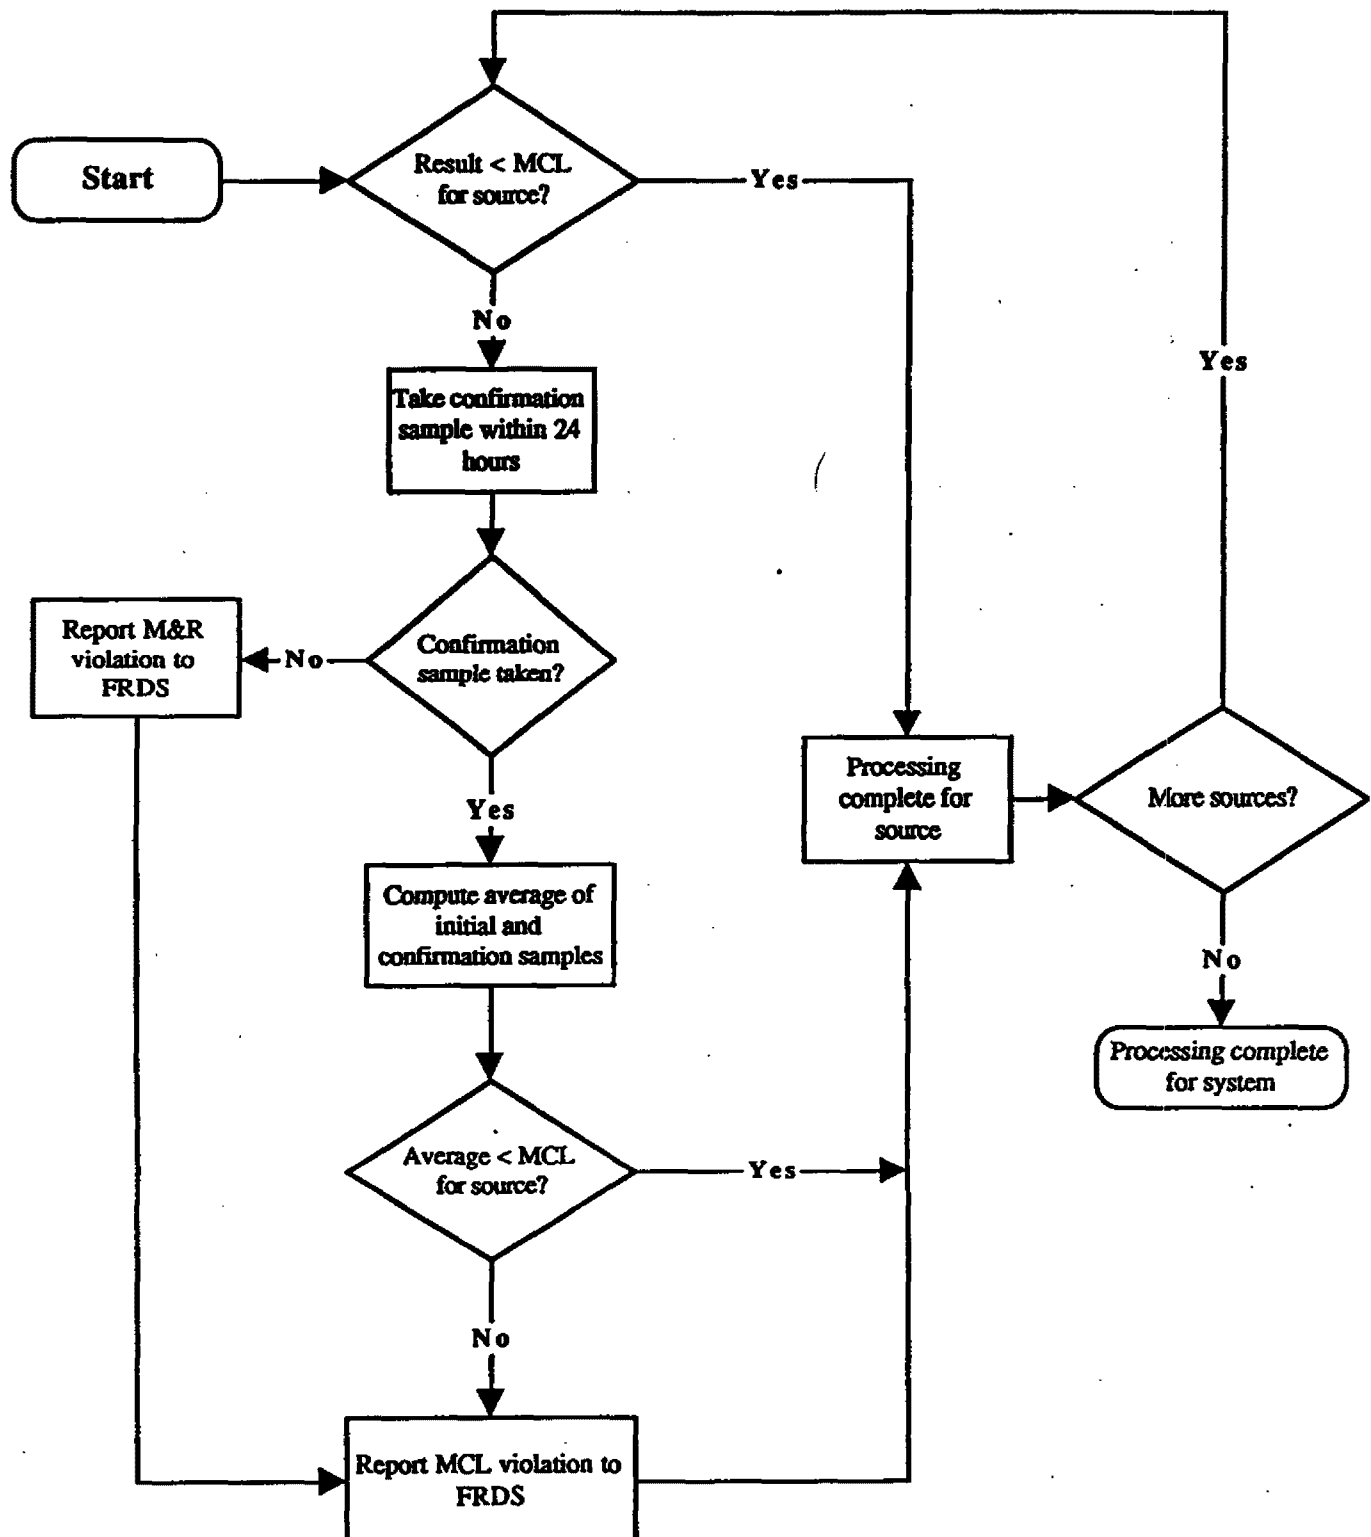 Start
Result < MCL
for source?
Yes
No
Take confirmation
sample within 24
hours
Yes
Report M&R
violation to
FRDS
No
Confirmation
sample taken?
Yes
Processing
complete for
source
More sources?
Compute average of
initial and
confirmation samples
No
Processing complete
for system
Average < MCL
for source?
Yes
No
Report MCL violation to
FRDS